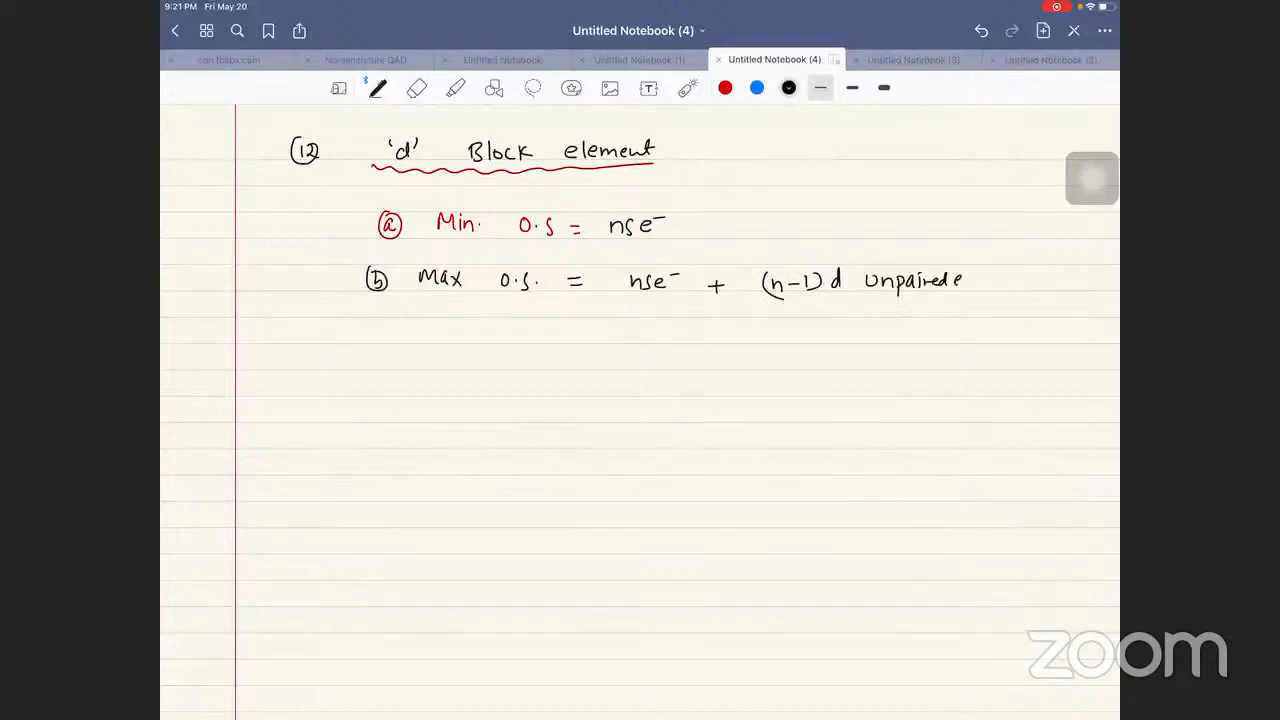 9:21 PM Fri May 20
Untitled Notebook (4)
Nomenclature QAD
Untitled Notebook
Untitled Notebook (1)
Untitled Notebook (4)
Untitled Notebook (3)
Untitled Notebook (2)
(12) 'd' Block element
(a) Min. O.S = nse⁻
(b) Max O.S. = nse⁻ + (n-1)d unpaired e
zoom